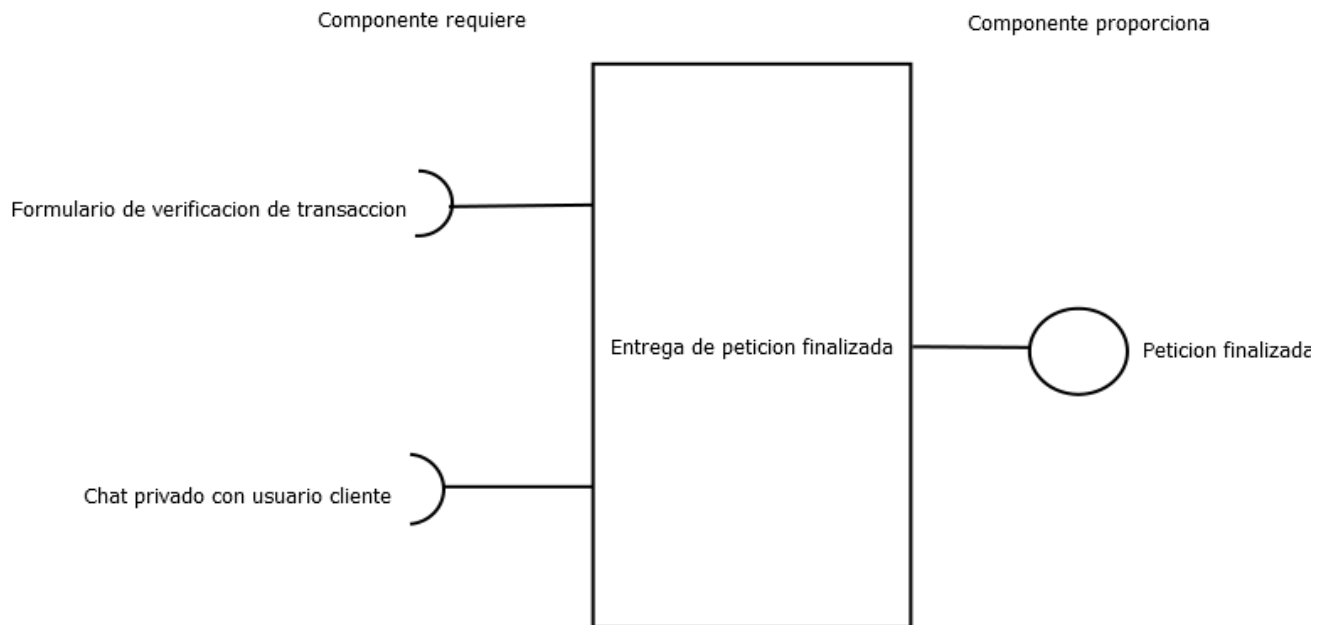 Componente requiere
Componente proporciona
Formulario de verificacion de transaccion
Entrega de peticion finalizada
Peticion finalizada
Chat privado con usuario cliente